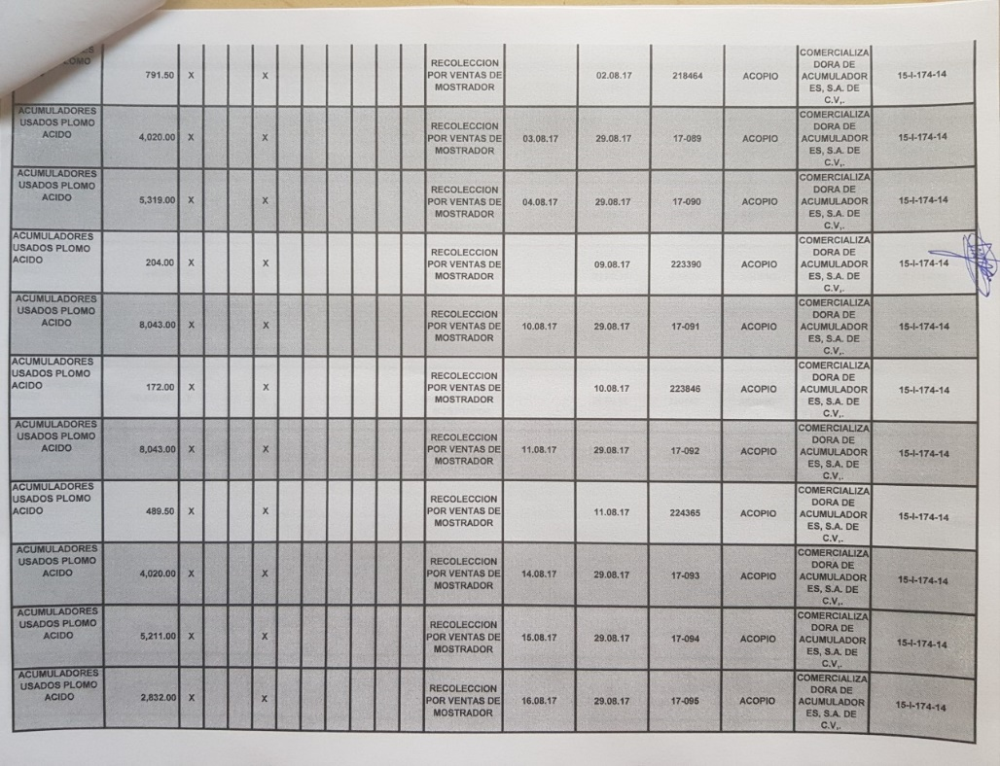 ES
OMO
791.50 X X RECOLECCION POR VENTAS DE MOSTRADOR 02.08.17 218464 ACOPIO COMERCIALIZA DORA DE ACUMULADOR ES, S.A. DE C.V,. 15-I-174-14
ACUMULADORES USADOS PLOMO ACIDO 4,020.00 X X RECOLECCION POR VENTAS DE MOSTRADOR 03.08.17 29.08.17 17-089 ACOPIO COMERCIALIZA DORA DE ACUMULADOR ES, S.A. DE C.V,. 15-I-174-14
ACUMULADORES USADOS PLOMO ACIDO 5,319.00 X X RECOLECCION POR VENTAS DE MOSTRADOR 04.08.17 29.08.17 17-090 ACOPIO COMERCIALIZA DORA DE ACUMULADOR ES, S.A. DE C.V,. 15-I-174-14
ACUMULADORES USADOS PLOMO ACIDO 204.00 X X RECOLECCION POR VENTAS DE MOSTRADOR 09.08.17 223390 ACOPIO COMERCIALIZA DORA DE ACUMULADOR ES, S.A. DE C.V,. 15-I-174-14
ACUMULADORES USADOS PLOMO ACIDO 8,043.00 X X RECOLECCION POR VENTAS DE MOSTRADOR 10.08.17 29.08.17 17-091 ACOPIO COMERCIALIZA DORA DE ACUMULADOR ES, S.A. DE C.V,. 15-I-174-14
ACUMULADORES USADOS PLOMO ACIDO 172.00 X X RECOLECCION POR VENTAS DE MOSTRADOR 10.08.17 223846 ACOPIO COMERCIALIZA DORA DE ACUMULADOR ES, S.A. DE C.V,. 15-I-174-14
ACUMULADORES USADOS PLOMO ACIDO 8,043.00 X X RECOLECCION POR VENTAS DE MOSTRADOR 11.08.17 29.08.17 17-092 ACOPIO COMERCIALIZA DORA DE ACUMULADOR ES, S.A. DE C.V,. 15-I-174-14
ACUMULADORES USADOS PLOMO ACIDO 489.50 X X RECOLECCION POR VENTAS DE MOSTRADOR 11.08.17 224365 ACOPIO COMERCIALIZA DORA DE ACUMULADOR ES, S.A. DE C.V,. 15-I-174-14
ACUMULADORES USADOS PLOMO ACIDO 4,020.00 X X RECOLECCION POR VENTAS DE MOSTRADOR 14.08.17 29.08.17 17-093 ACOPIO COMERCIALIZA DORA DE ACUMULADOR ES, S.A. DE C.V,. 15-I-174-14
ACUMULADORES USADOS PLOMO ACIDO 5,211.00 X X RECOLECCION POR VENTAS DE MOSTRADOR 15.08.17 29.08.17 17-094 ACOPIO COMERCIALIZA DORA DE ACUMULADOR ES, S.A. DE C.V,. 15-I-174-14
ACUMULADORES USADOS PLOMO ACIDO 2,832.00 X X RECOLECCION POR VENTAS DE MOSTRADOR 16.08.17 29.08.17 17-095 ACOPIO COMERCIALIZA DORA DE ACUMULADOR ES, S.A. DE C.V,. 15-I-174-14